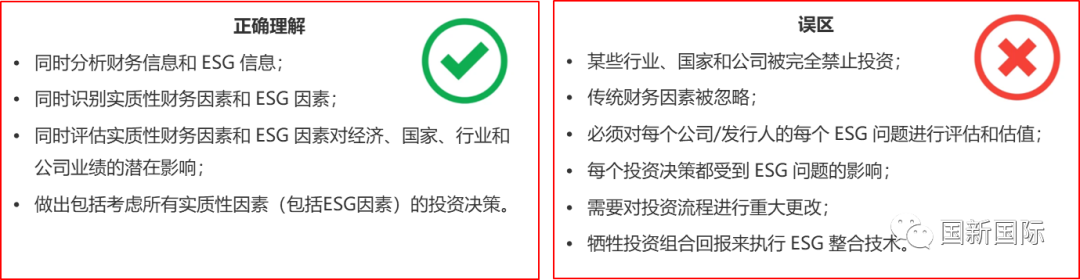 正确理解
• 同时分析财务信息和 ESG 信息；
• 同时识别实质性财务因素和 ESG 因素；
• 同时评估实质性财务因素和 ESG 因素对经济、国家、行业和
公司业绩的潜在影响；
• 做出包括考虑所有实质性因素（包括ESG因素）的投资决策。
误区
• 某些行业、国家和公司被完全禁止投资；
• 传统财务因素被忽略；
• 必须对每个公司/发行人的每个 ESG 问题进行评估和估值；
• 每个投资决策都受到 ESG 问题的影响；
• 需要对投资流程进行重大更改；
• 牺牲投资组合回报来执行 ESG 整合技术。
国新国际